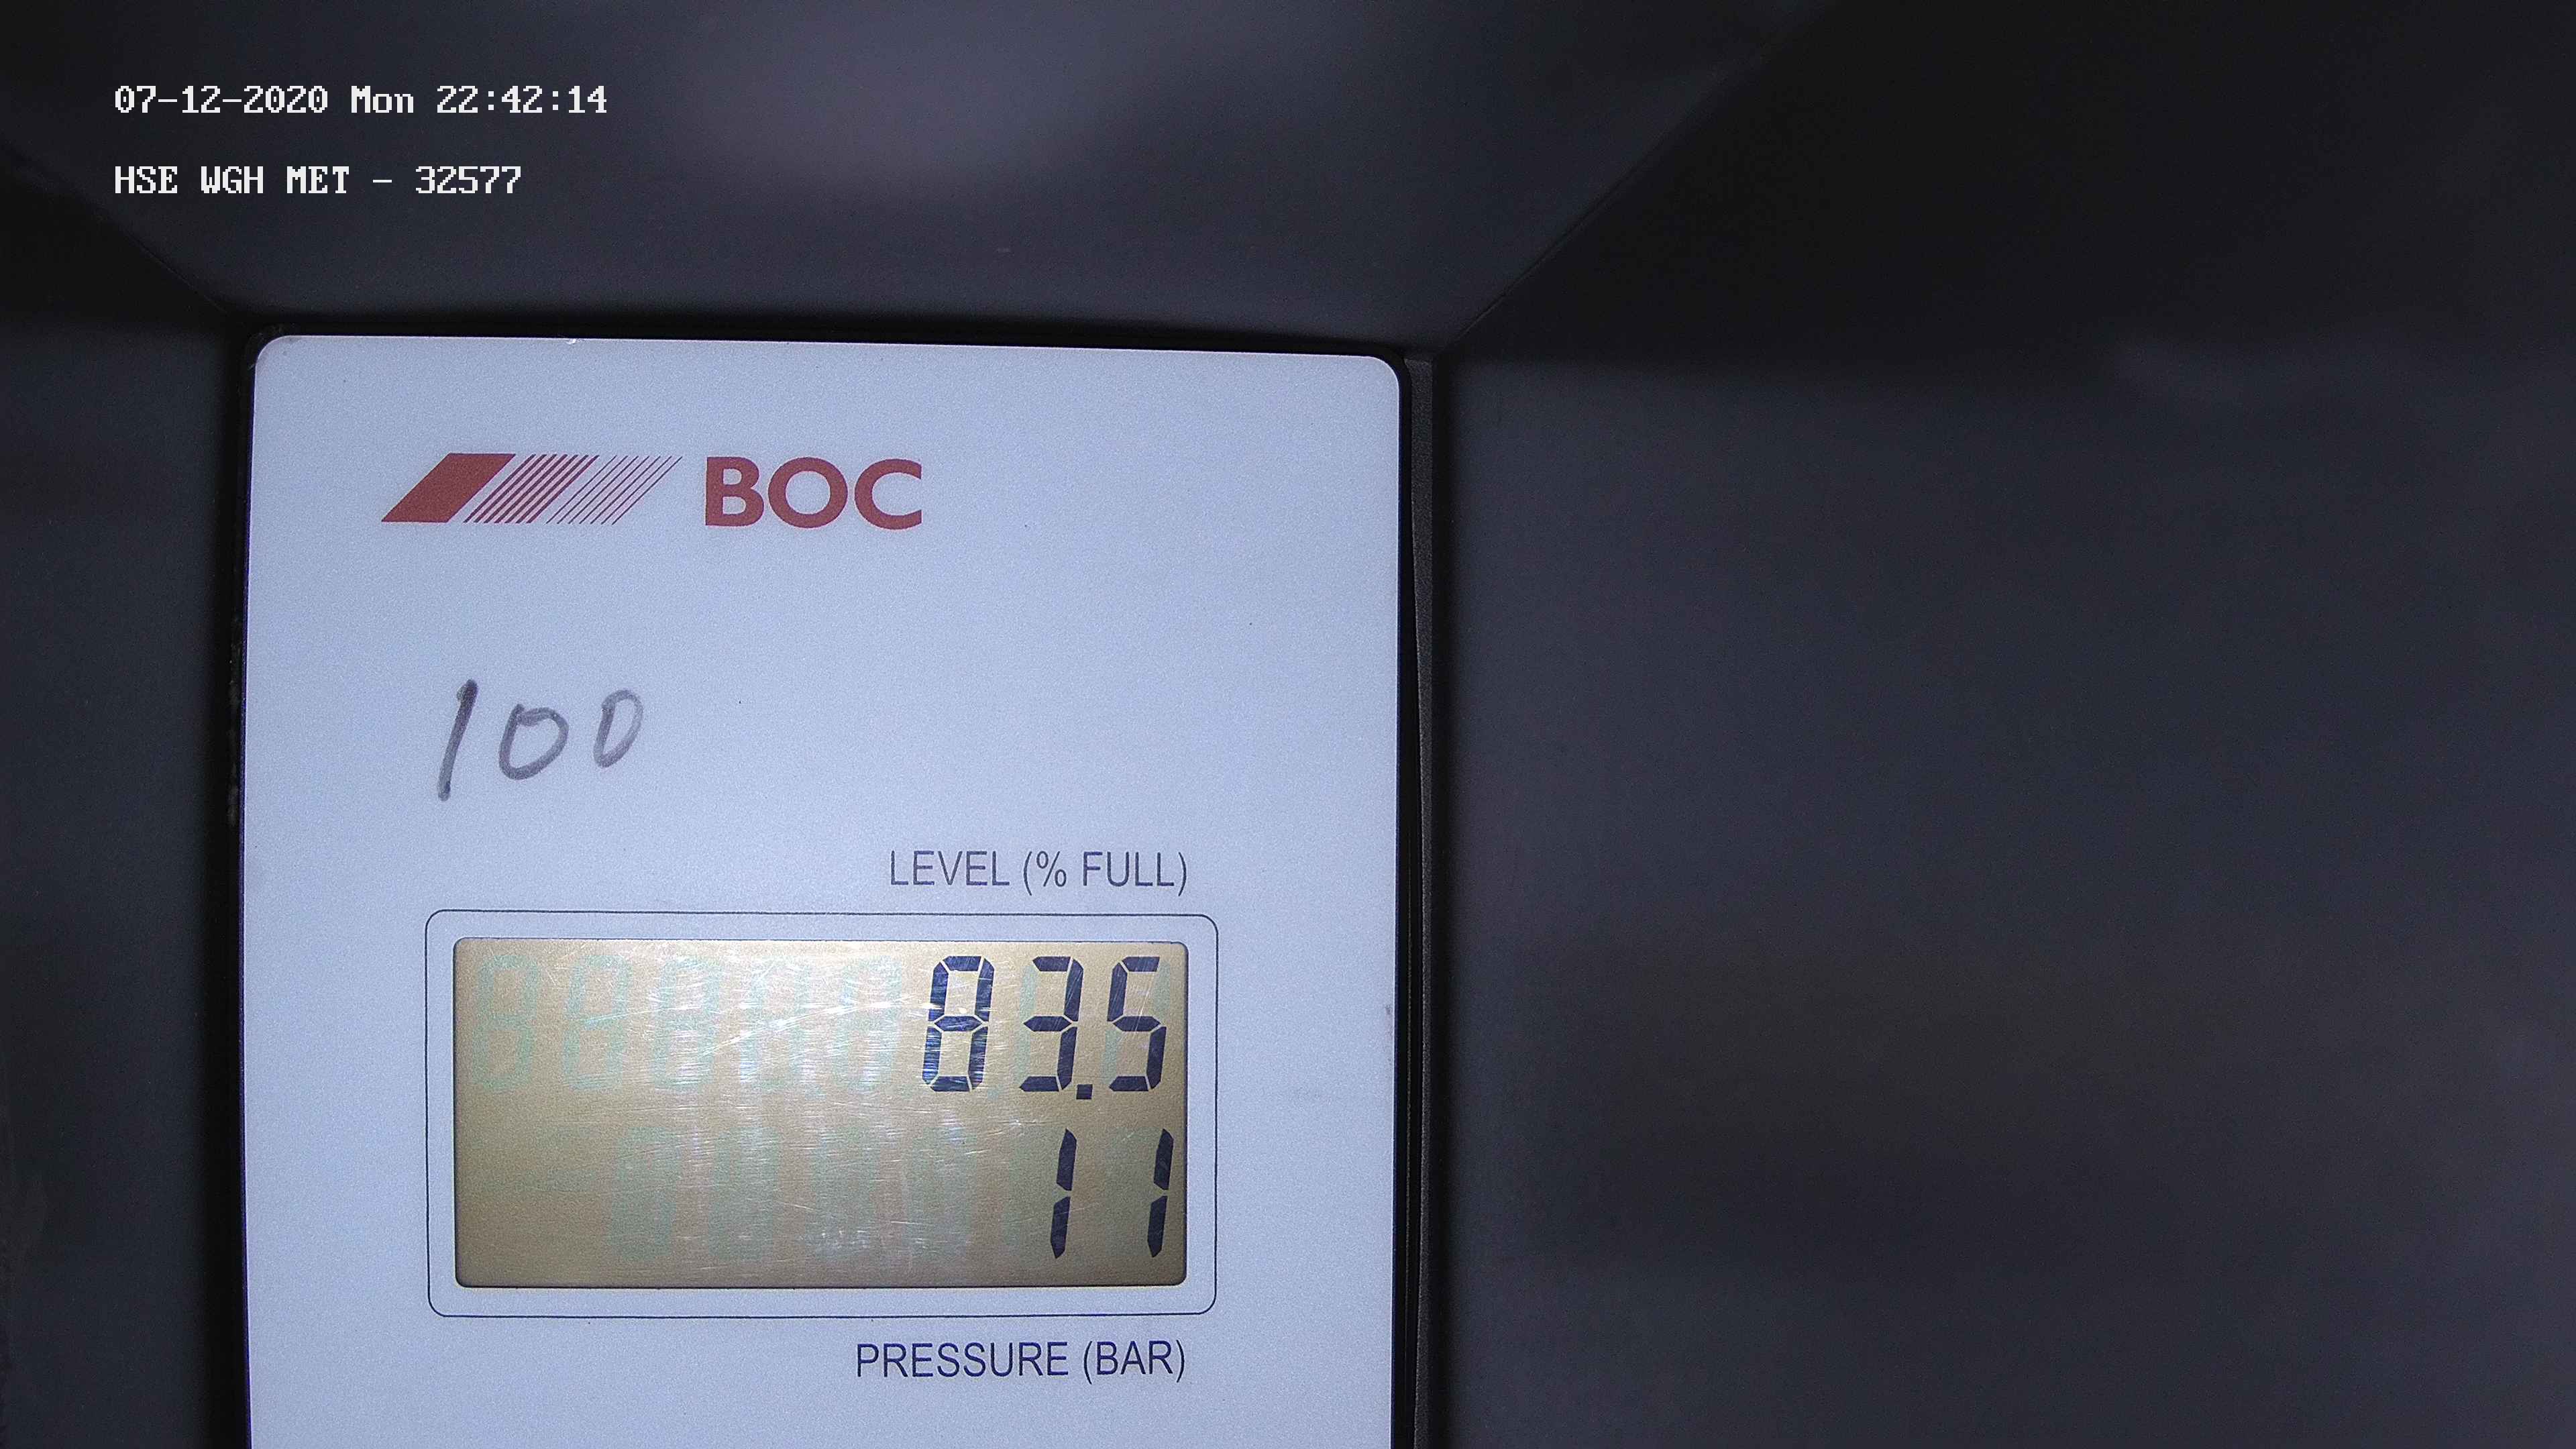 07-12-2020 Mon 22:42:14
HSE WGH MET - 32577
BOC
100
LEVEL (% FULL)
83.5
11
PRESSURE (BAR)